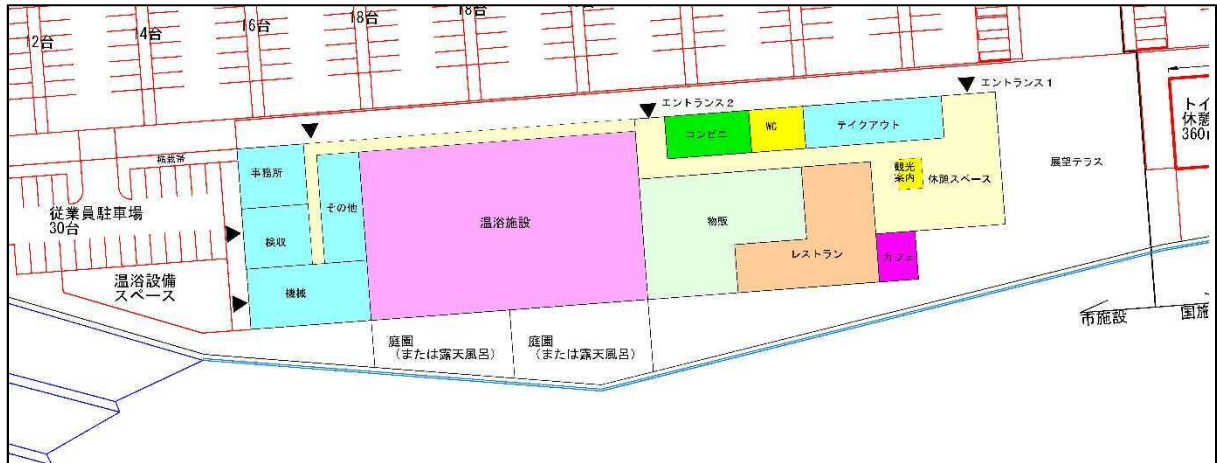 12台
14台
16台
18台
18台
エントランス1
エントランス2
コンビニ
WC
テイクアウト
トイ
休憩
360㎡
展望テラス
観光
案内
休憩スペース
事務所
その他
従業員駐車場
30台
温浴施設
物販
検収
レストラン
カフェ
温浴設備
スペース
機械
市施設
国施
庭園
(または露天風呂)
庭園
(または露天風呂)